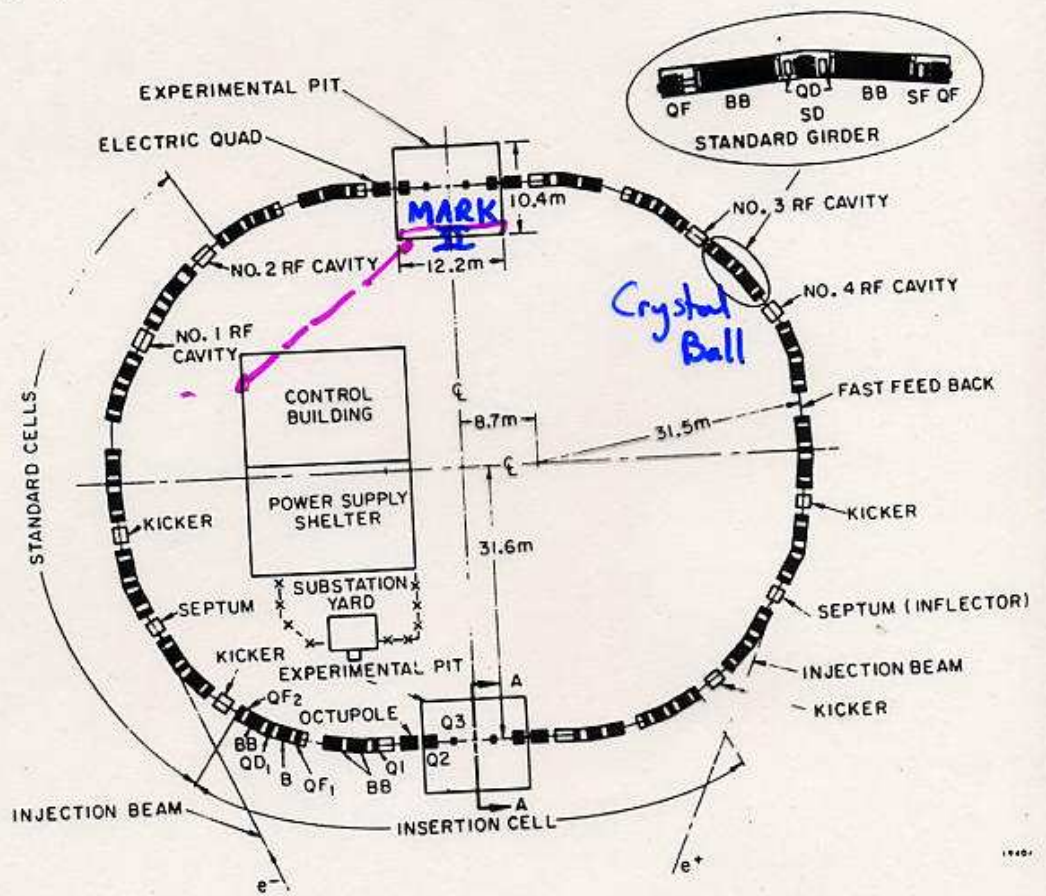 EXPERIMENTAL PIT
ELECTRIC QUAD
QF
BB
QD
SD
BB
SF
QF
STANDARD GIRDER
10.4m
MARK
II
12.2m
NO. 3 RF CAVITY
NO. 2 RF CAVITY
NO. 4 RF CAVITY
Crystal
Ball
NO. 1 RF
CAVITY
CONTROL
BUILDING
FAST FEED BACK
℄
8.7m
31.5m
℄
STANDARD CELLS
POWER SUPPLY
SHELTER
KICKER
KICKER
31.6m
SUBSTATION
YARD
SEPTUM
SEPTUM (INFLECTOR)
KICKER
EXPERIMENTAL PIT
INJECTION BEAM
A
KICKER
QF2
OCTUPOLE
Q3
BB
QD1
B
QF1
BB
Q1
Q2
A
INJECTION BEAM
INSERTION CELL
e-
e+